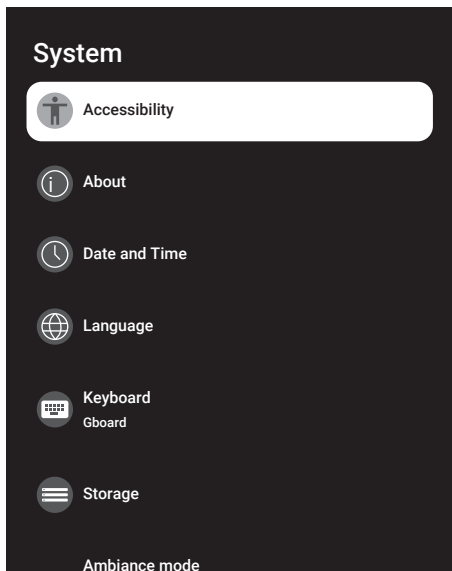 System
Accessibility
About
Date and Time
Language
Keyboard
Gboard
Storage
Ambiance mode